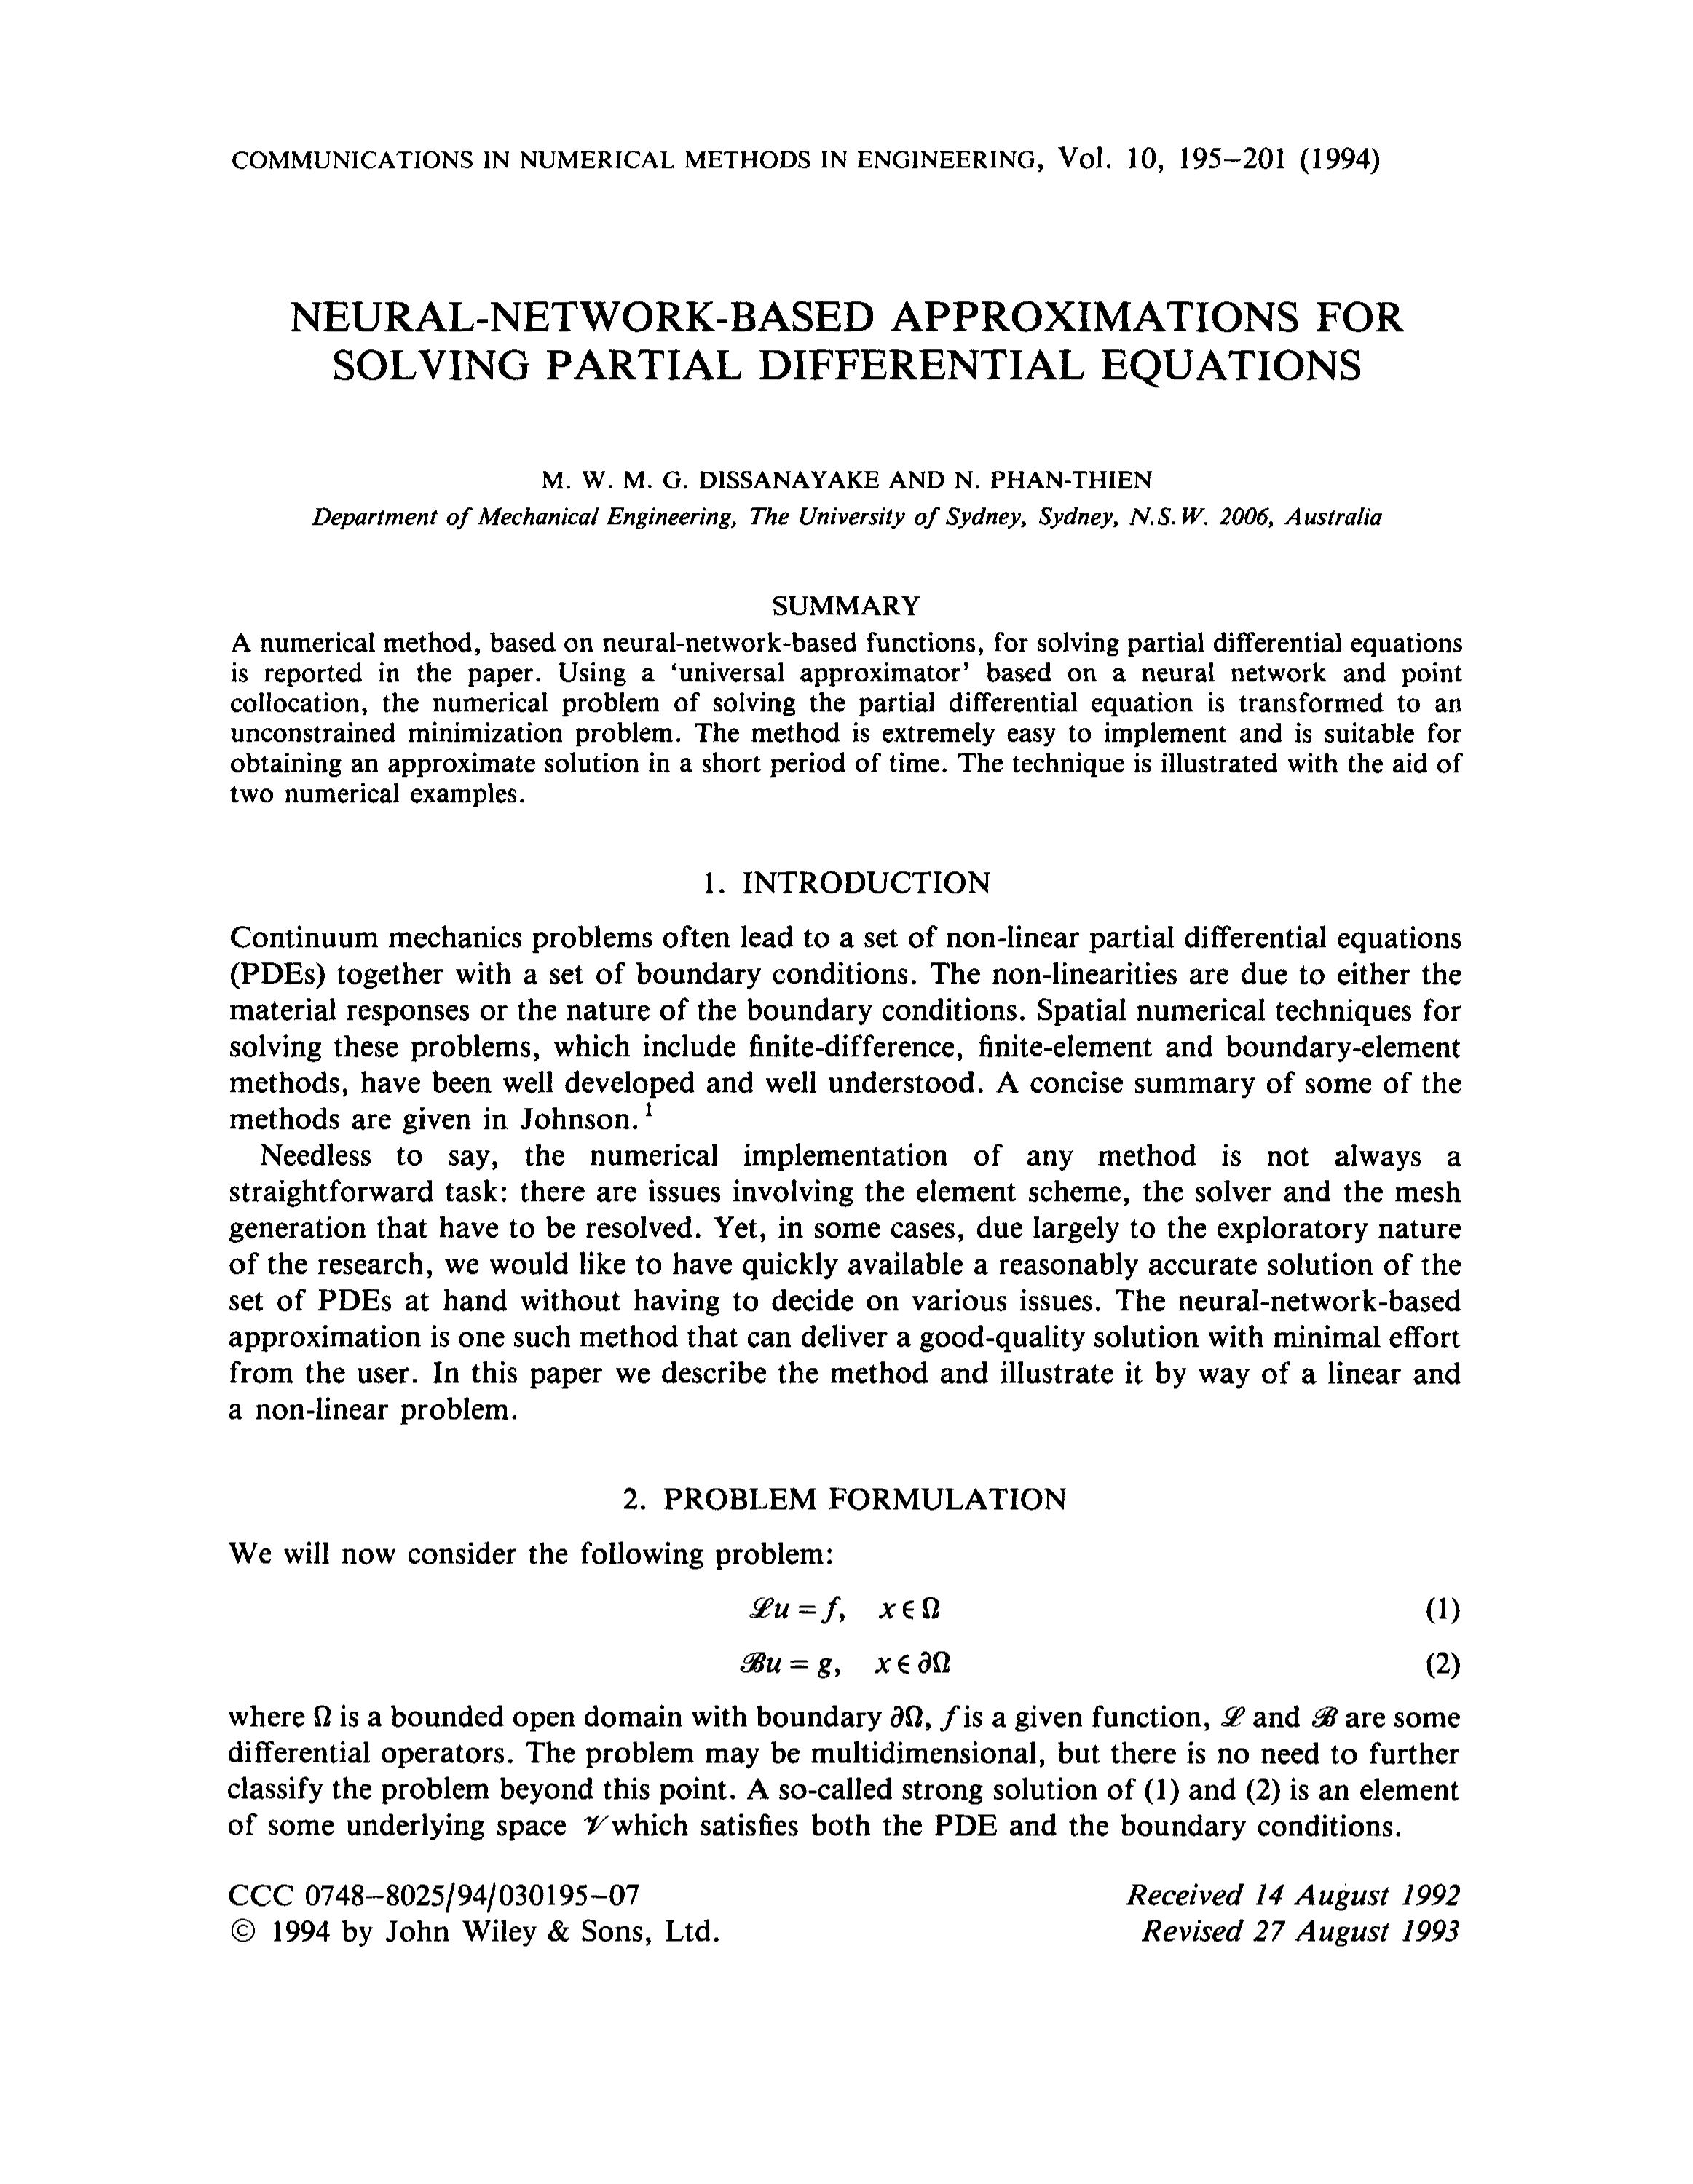 COMMUNICATIONS IN NUMERICAL METHODS IN ENGINEERING, Vol. 10, 195–201 (1994)
NEURAL-NETWORK-BASED APPROXIMATIONS FOR
SOLVING PARTIAL DIFFERENTIAL EQUATIONS
M. W. M. G. DISSANAYAKE AND N. PHAN-THIEN
Department of Mechanical Engineering, The University of Sydney, Sydney, N.S.W. 2006, Australia
SUMMARY
A numerical method, based on neural-network-based functions, for solving partial differential equations
is reported in the paper. Using a ‘universal approximator’ based on a neural network and point
collocation, the numerical problem of solving the partial differential equation is transformed to an
unconstrained minimization problem. The method is extremely easy to implement and is suitable for
obtaining an approximate solution in a short period of time. The technique is illustrated with the aid of
two numerical examples.
1. INTRODUCTION
Continuum mechanics problems often lead to a set of non-linear partial differential equations
(PDEs) together with a set of boundary conditions. The non-linearities are due to either the
material responses or the nature of the boundary conditions. Spatial numerical techniques for
solving these problems, which include finite-difference, finite-element and boundary-element
methods, have been well developed and well understood. A concise summary of some of the
methods are given in Johnson.¹
Needless to say, the numerical implementation of any method is not always a
straightforward task: there are issues involving the element scheme, the solver and the mesh
generation that have to be resolved. Yet, in some cases, due largely to the exploratory nature
of the research, we would like to have quickly available a reasonably accurate solution of the
set of PDEs at hand without having to decide on various issues. The neural-network-based
approximation is one such method that can deliver a good-quality solution with minimal effort
from the user. In this paper we describe the method and illustrate it by way of a linear and
a non-linear problem.
2. PROBLEM FORMULATION
We will now consider the following problem:
ℒu = f, x ∈ Ω (1)
ℬu = g, x ∈ ∂Ω (2)
where Ω is a bounded open domain with boundary ∂Ω, f is a given function, ℒ and ℬ are some
differential operators. The problem may be multidimensional, but there is no need to further
classify the problem beyond this point. A so-called strong solution of (1) and (2) is an element
of some underlying space 𝒱 which satisfies both the PDE and the boundary conditions.
CCC 0748–8025/94/030195–07 Received 14 August 1992
© 1994 by John Wiley & Sons, Ltd. Revised 27 August 1993